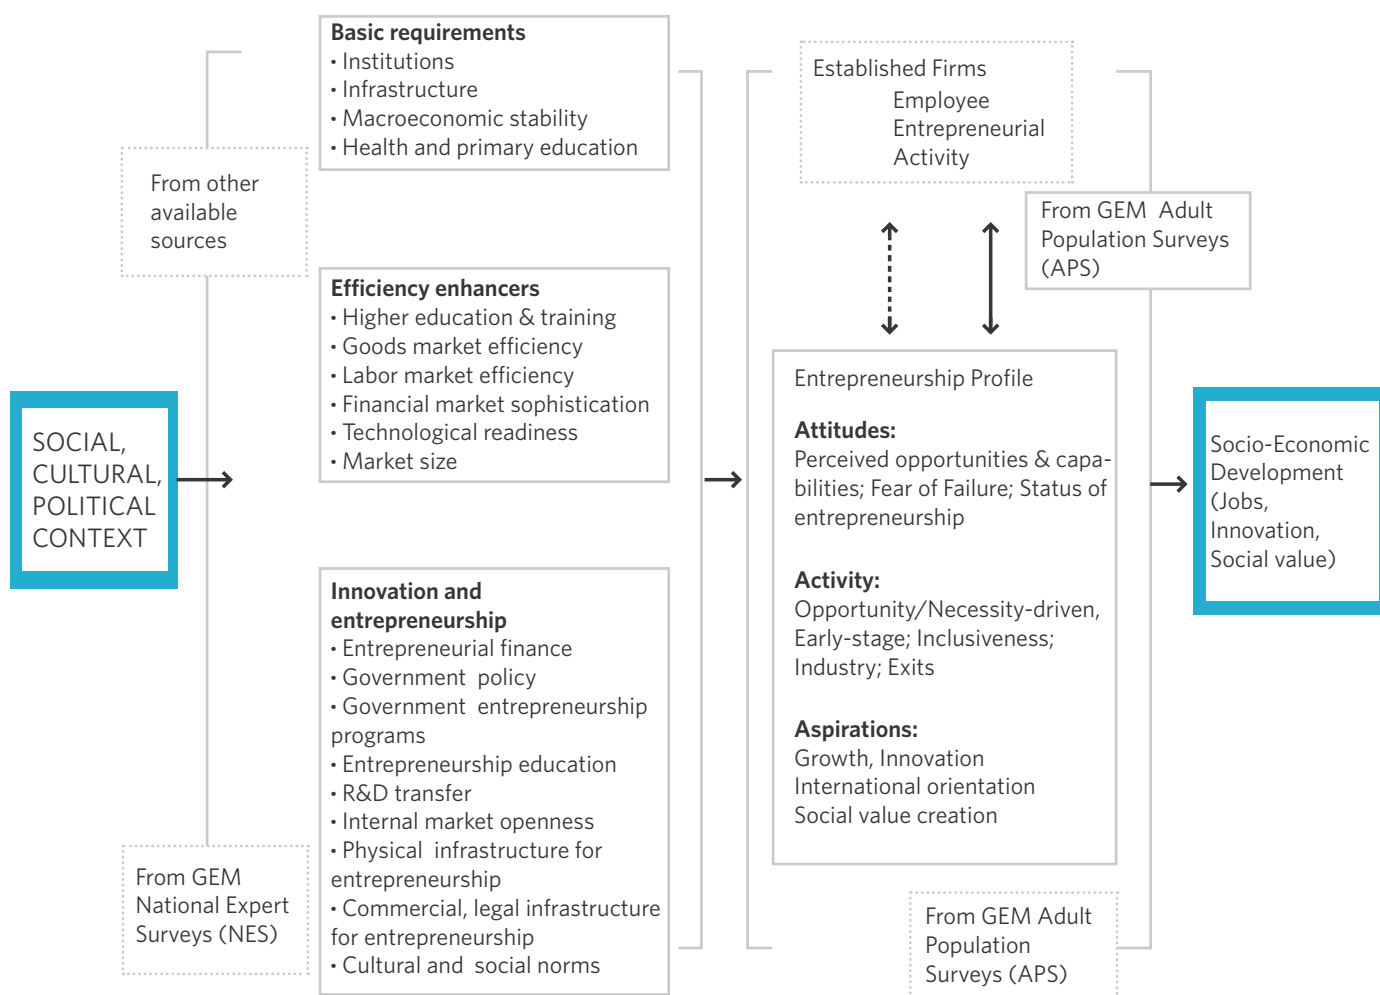 SOCIAL,
CULTURAL,
POLITICAL
CONTEXT
From other
available
sources
From GEM
National Expert
Surveys (NES)
Basic requirements
• Institutions
• Infrastructure
• Macroeconomic stability
• Health and primary education
Efficiency enhancers
• Higher education & training
• Goods market efficiency
• Labor market efficiency
• Financial market sophistication
• Technological readiness
• Market size
Innovation and
entrepreneurship
• Entrepreneurial finance
• Government policy
• Government entrepreneurship
programs
• Entrepreneurship education
• R&D transfer
• Internal market openness
• Physical infrastructure for
entrepreneurship
• Commercial, legal infrastructure
for entrepreneurship
• Cultural and social norms
Established Firms
Employee
Entrepreneurial
Activity
From GEM Adult
Population Surveys
(APS)
Entrepreneurship Profile
Attitudes:
Perceived opportunities & capa-
bilities; Fear of Failure; Status of
entrepreneurship
Activity:
Opportunity/Necessity-driven,
Early-stage; Inclusiveness;
Industry; Exits
Aspirations:
Growth, Innovation
International orientation
Social value creation
From GEM Adult
Population
Surveys (APS)
Socio-Economic
Development
(Jobs,
Innovation,
Social value)